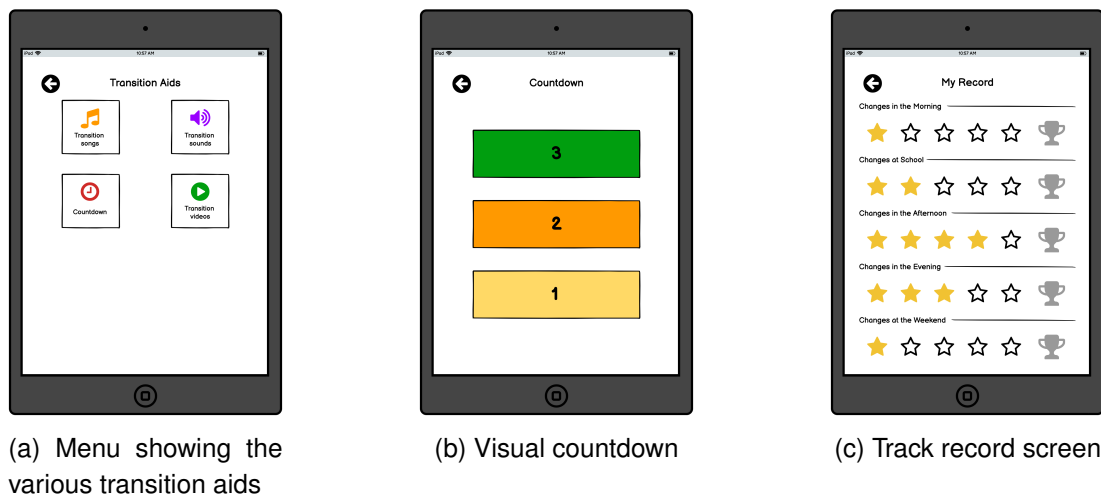 iPad 10:57 AM
Transition Aids
Transition
songs
Transition
sounds
Countdown
Transition
videos
(a) Menu showing the
various transition aids
iPad 10:57 AM
Countdown
3
2
1
(b) Visual countdown
iPad 10:57 AM
My Record
Changes in the Morning
Changes at School
Changes in the Afternoon
Changes in the Evening
Changes at the Weekend
(c) Track record screen